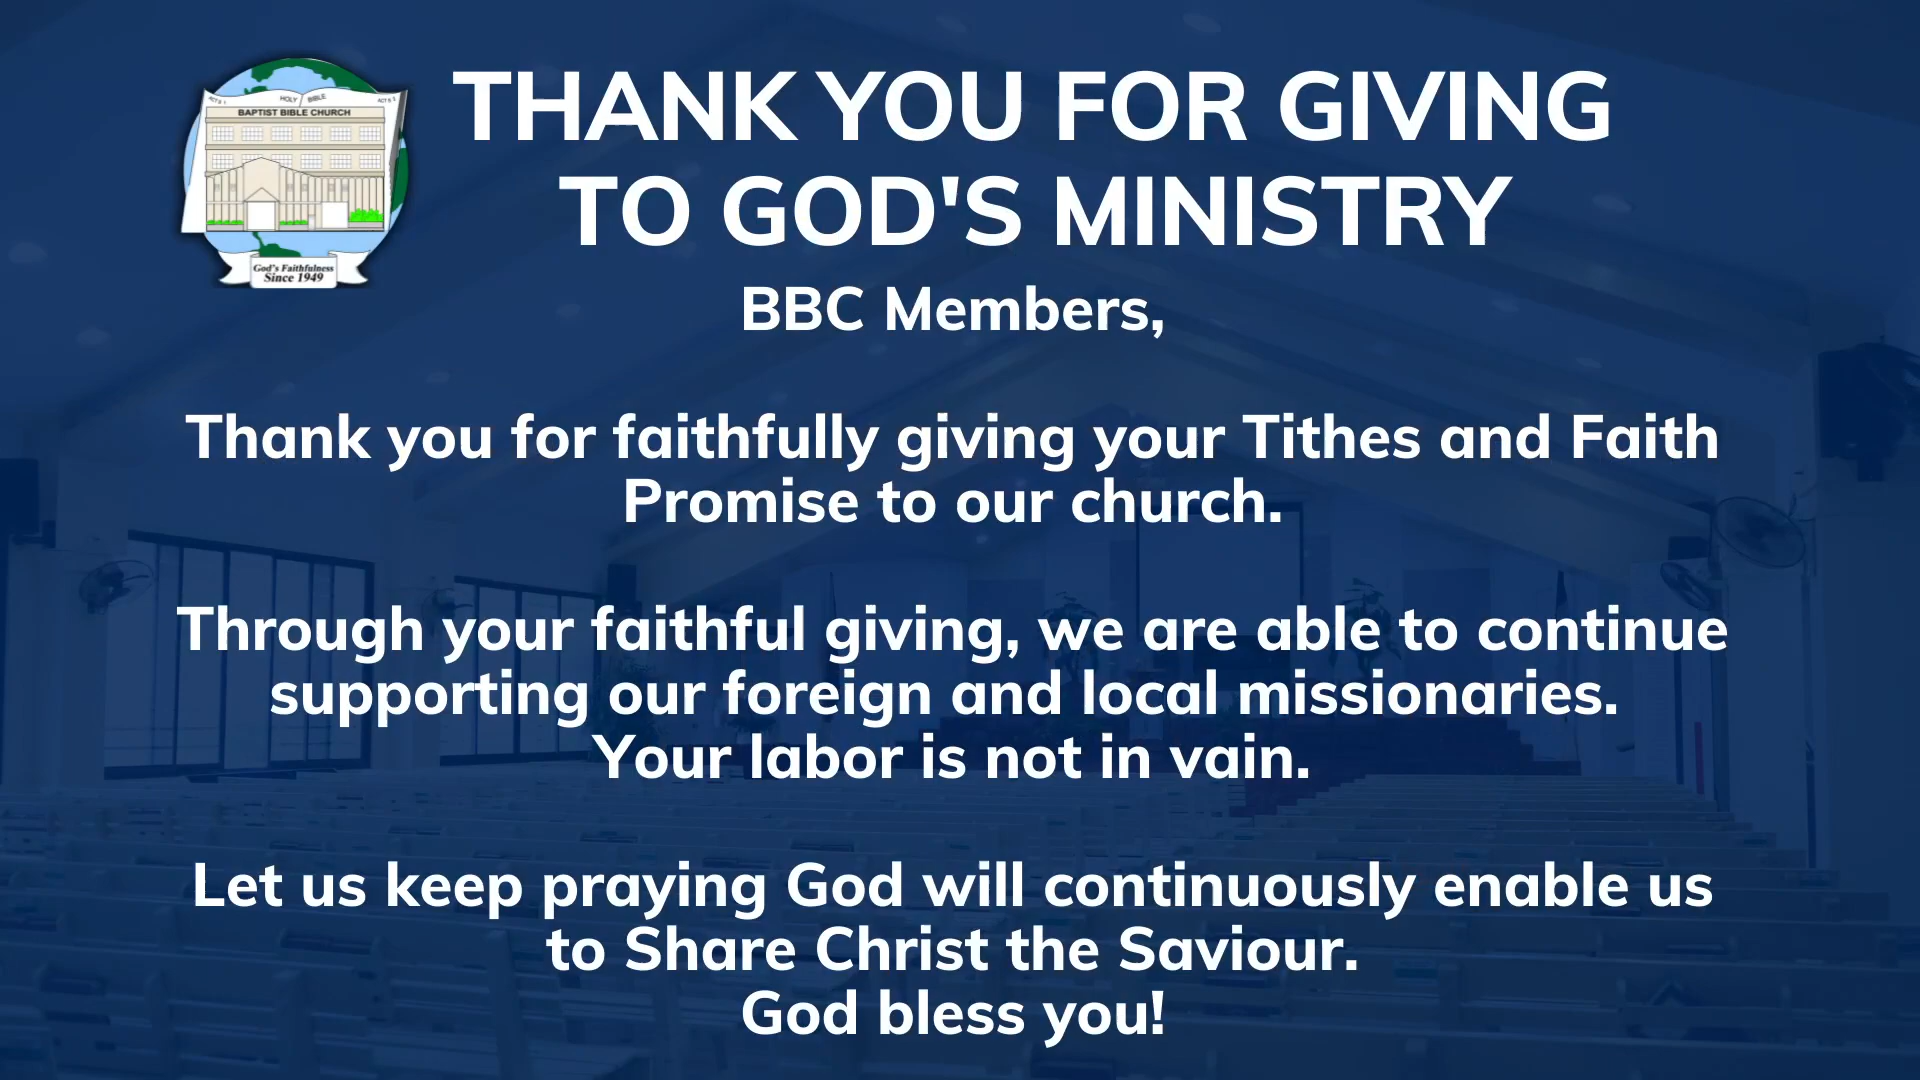 ACTS 1
HOLY BIBLE
BAPTIST BIBLE CHURCH
God's Faithfulness
Since 1949
THANK YOU FOR GIVING
TO GOD'S MINISTRY
BBC Members,
Thank you for faithfully giving your Tithes and Faith
Promise to our church.
Through your faithful giving, we are able to continue
supporting our foreign and local missionaries.
Your labor is not in vain.
Let us keep praying God will continuously enable us
to Share Christ the Saviour.
God bless you!